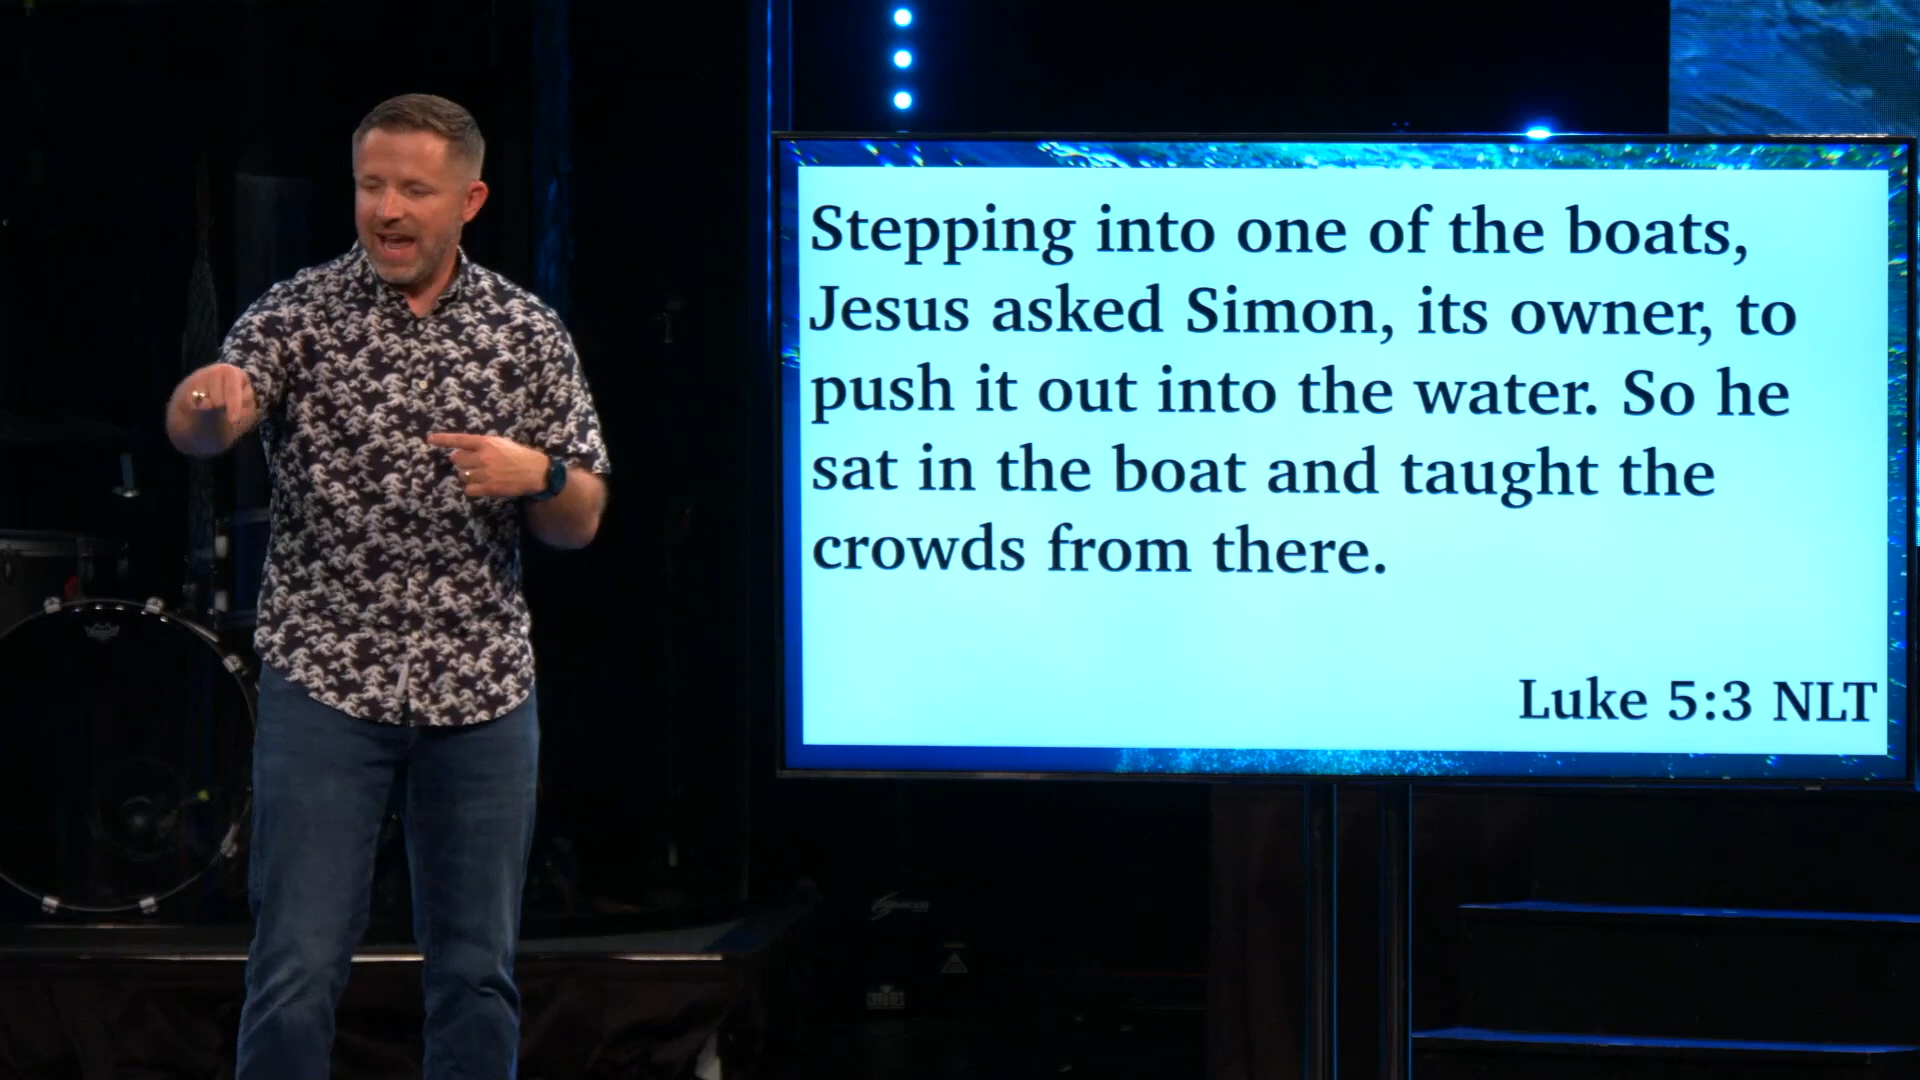 Stepping into one of the boats,
Jesus asked Simon, its owner, to
push it out into the water. So he
sat in the boat and taught the
crowds from there.
Luke 5:3 NLT